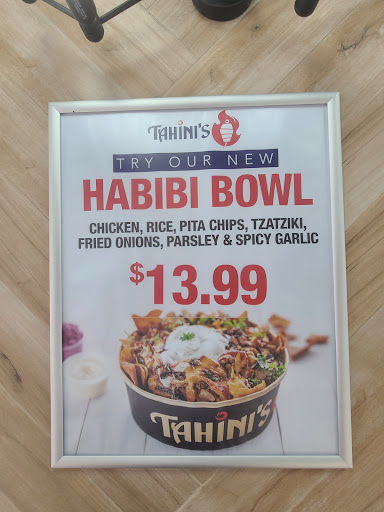 TAHINI'S
TRY OUR NEW
HABIBI BOWL
CHICKEN, RICE, PITA CHIPS, TZATZIKI,
FRIED ONIONS, PARSLEY & SPICY GARLIC
$13.99
TAHINI'S